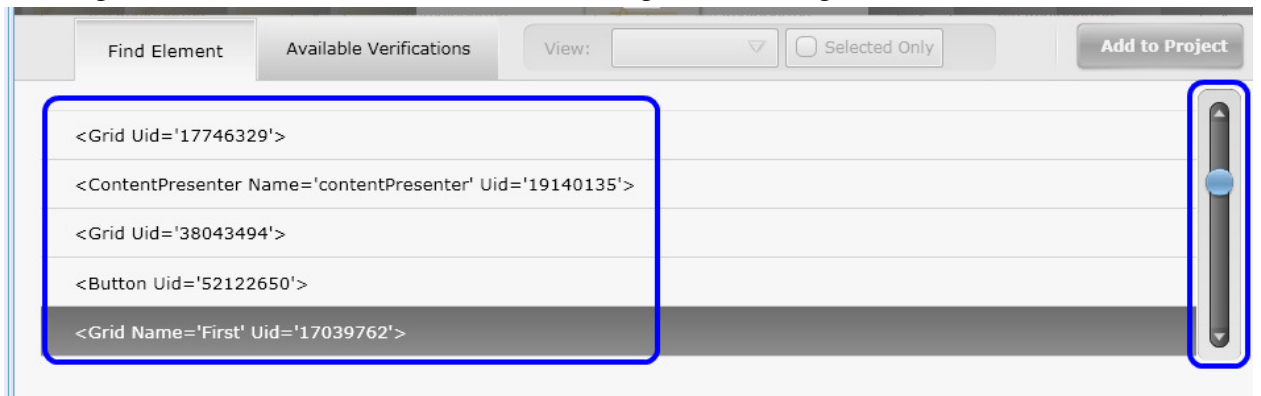 Find Element Available Verifications View: Selected Only Add to Project
<Grid Uid='17746329'>
<ContentPresenter Name='contentPresenter' Uid='19140135'>
<Grid Uid='38043494'>
<Button Uid='52122650'>
<Grid Name='First' Uid='17039762'>